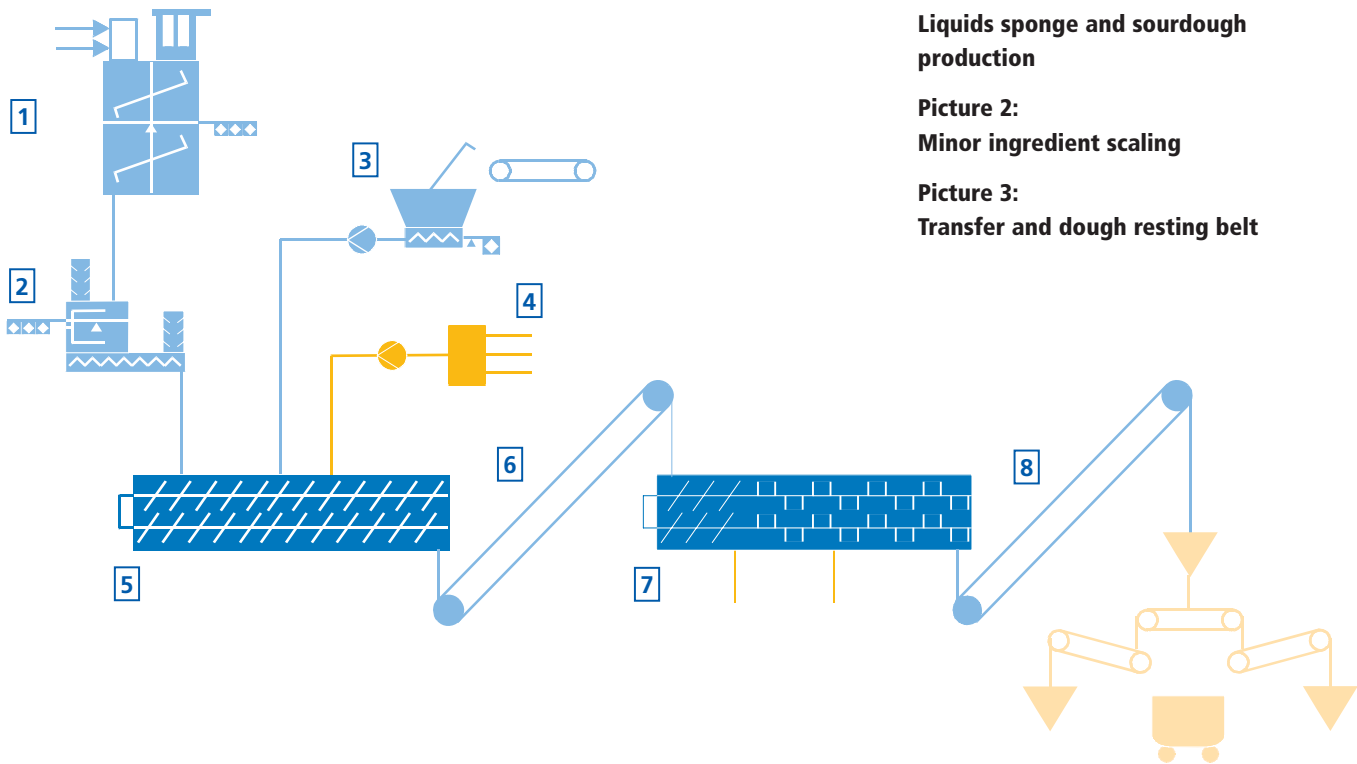 Liquids sponge and sourdough
production
Picture 2:
Minor ingredient scaling
Picture 3:
Transfer and dough resting belt
1
3
2
4
6
8
5
7